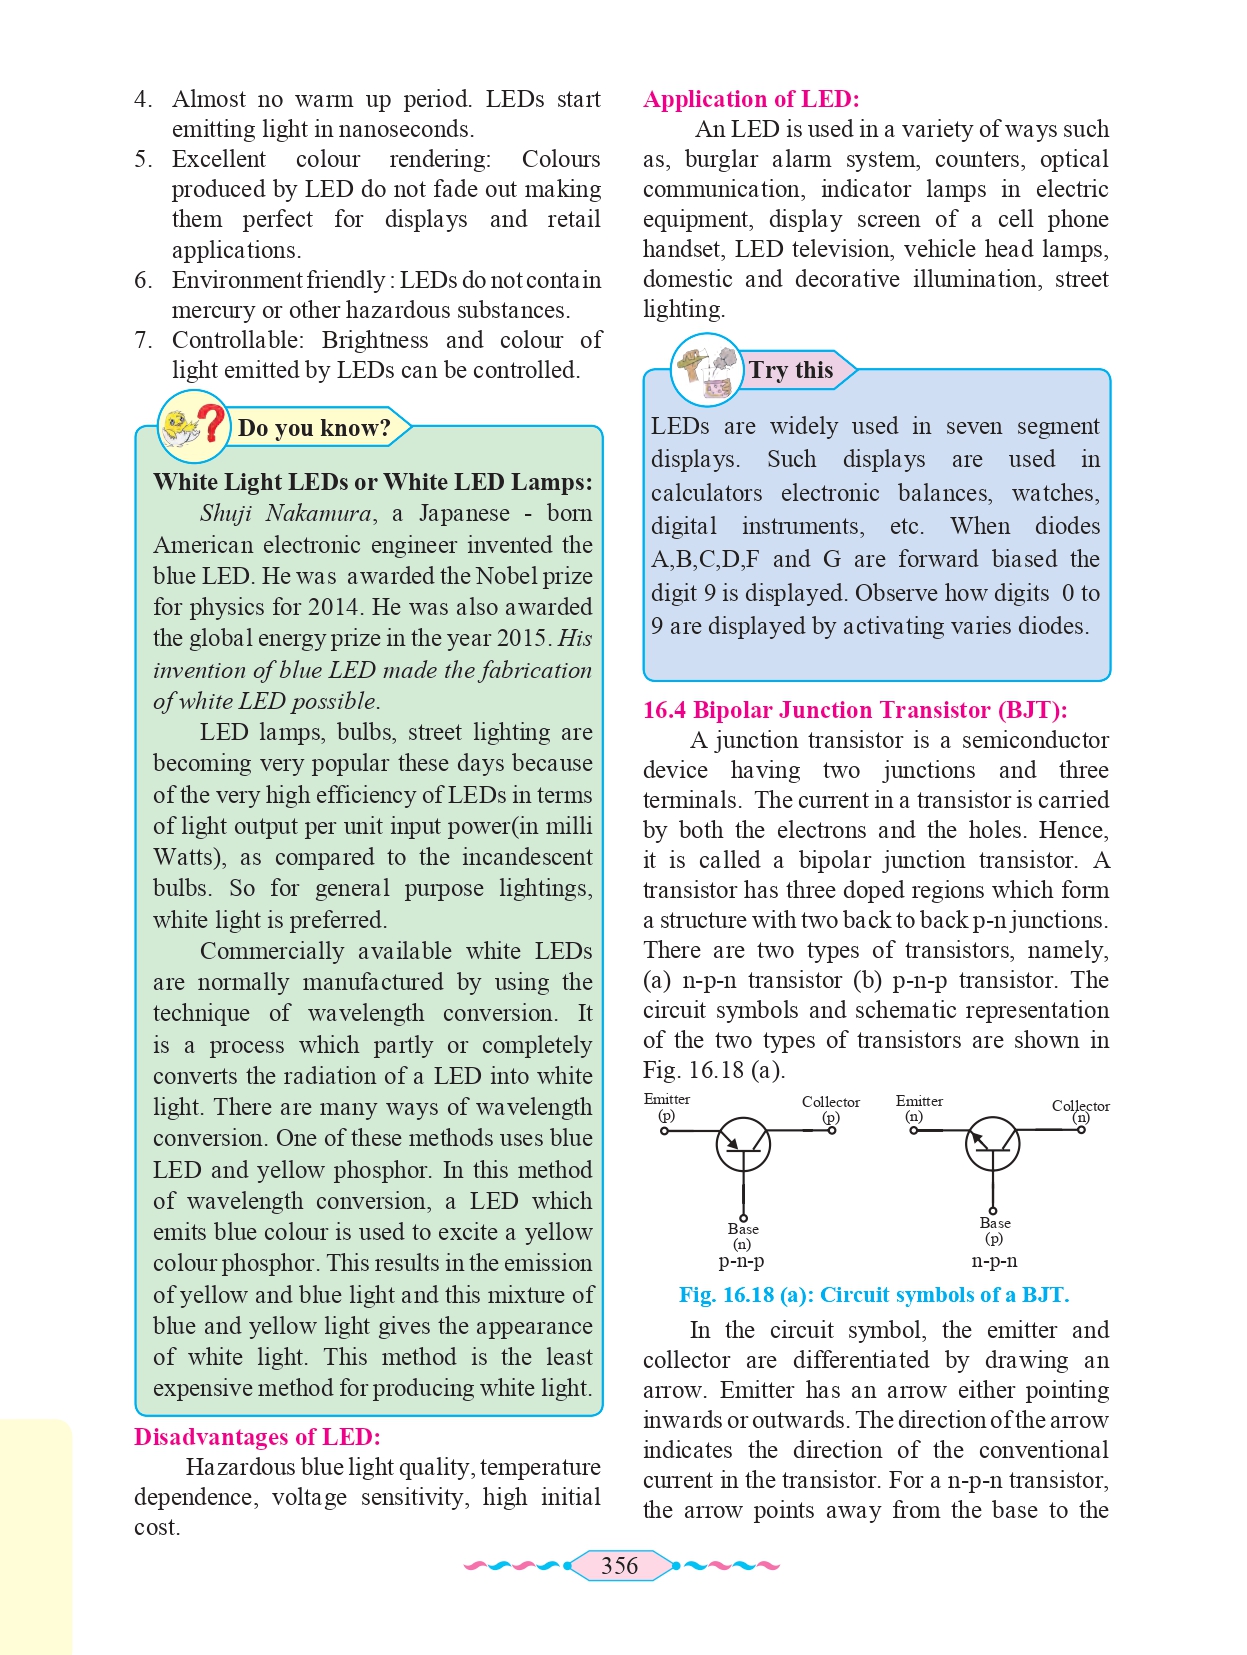 4. Almost no warm up period. LEDs start
emitting light in nanoseconds.
5. Excellent colour rendering: Colours
produced by LED do not fade out making
them perfect for displays and retail
applications.
6. Environment friendly : LEDs do not contain
mercury or other hazardous substances.
7. Controllable: Brightness and colour of
light emitted by LEDs can be controlled.
Do you know?
White Light LEDs or White LED Lamps:
Shuji Nakamura, a Japanese - born
American electronic engineer invented the
blue LED. He was awarded the Nobel prize
for physics for 2014. He was also awarded
the global energy prize in the year 2015. His
invention of blue LED made the fabrication
of white LED possible.
LED lamps, bulbs, street lighting are
becoming very popular these days because
of the very high efficiency of LEDs in terms
of light output per unit input power(in milli
Watts), as compared to the incandescent
bulbs. So for general purpose lightings,
white light is preferred.
Commercially available white LEDs
are normally manufactured by using the
technique of wavelength conversion. It
is a process which partly or completely
converts the radiation of a LED into white
light. There are many ways of wavelength
conversion. One of these methods uses blue
LED and yellow phosphor. In this method
of wavelength conversion, a LED which
emits blue colour is used to excite a yellow
colour phosphor. This results in the emission
of yellow and blue light and this mixture of
blue and yellow light gives the appearance
of white light. This method is the least
expensive method for producing white light.
Disadvantages of LED:
Hazardous blue light quality, temperature
dependence, voltage sensitivity, high initial
cost.
Application of LED:
An LED is used in a variety of ways such
as, burglar alarm system, counters, optical
communication, indicator lamps in electric
equipment, display screen of a cell phone
handset, LED television, vehicle head lamps,
domestic and decorative illumination, street
lighting.
Try this
LEDs are widely used in seven segment
displays. Such displays are used in
calculators electronic balances, watches,
digital instruments, etc. When diodes
A,B,C,D,F and G are forward biased the
digit 9 is displayed. Observe how digits 0 to
9 are displayed by activating varies diodes.
16.4 Bipolar Junction Transistor (BJT):
A junction transistor is a semiconductor
device having two junctions and three
terminals. The current in a transistor is carried
by both the electrons and the holes. Hence,
it is called a bipolar junction transistor. A
transistor has three doped regions which form
a structure with two back to back p-n junctions.
There are two types of transistors, namely,
(a) n-p-n transistor (b) p-n-p transistor. The
circuit symbols and schematic representation
of the two types of transistors are shown in
Fig. 16.18 (a).
Emitter
(p)
Collector
(p)
Base
(n)
p-n-p
Emitter
(n)
Collector
(n)
Base
(p)
n-p-n
Fig. 16.18 (a): Circuit symbols of a BJT.
In the circuit symbol, the emitter and
collector are differentiated by drawing an
arrow. Emitter has an arrow either pointing
inwards or outwards. The direction of the arrow
indicates the direction of the conventional
current in the transistor. For a n-p-n transistor,
the arrow points away from the base to the
356